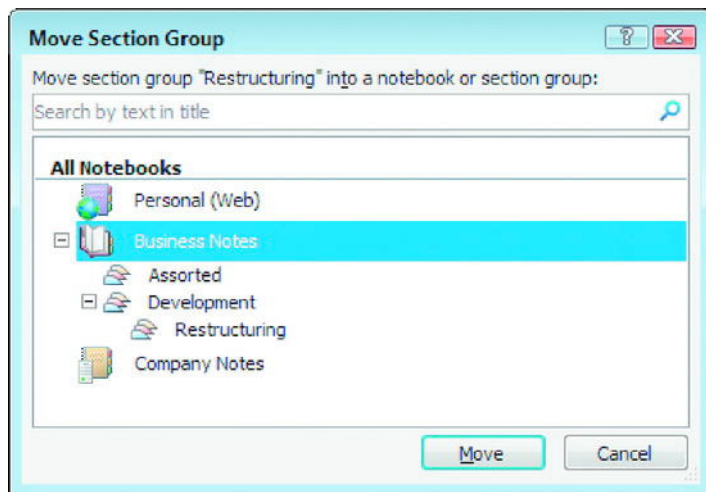 Move Section Group
Move section group "Restructuring" into a notebook or section group:
Search by text in title
All Notebooks
Personal (Web)
Business Notes
Assorted
Development
Restructuring
Company Notes
Move Cancel